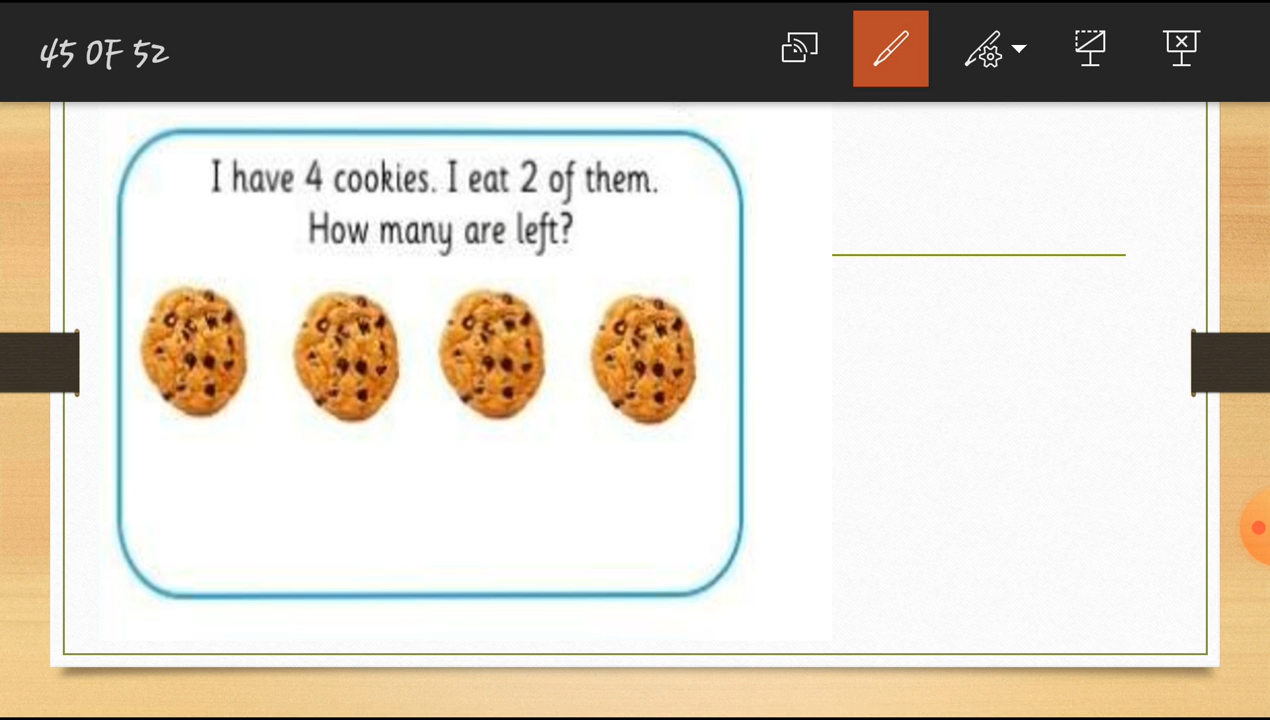 45 OF 52
I have 4 cookies. I eat 2 of them.
How many are left?